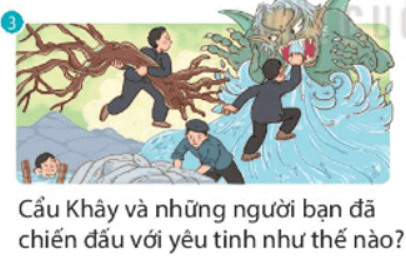 3
Cẩu Khây và những người bạn đã
chiến đấu với yêu tinh như thế nào?